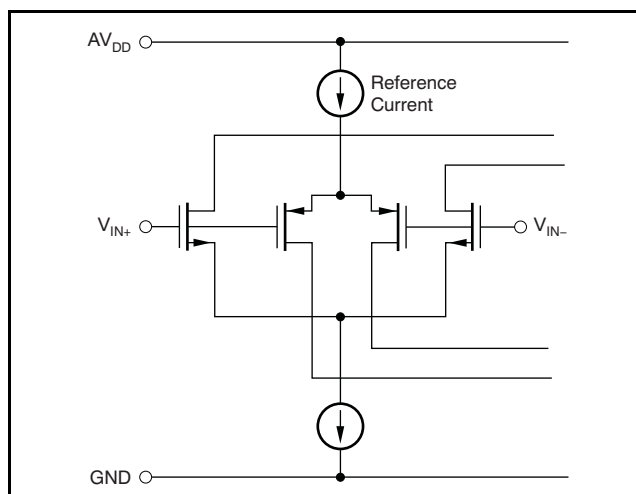 AVDD
Reference
Current
VIN+
VIN–
GND